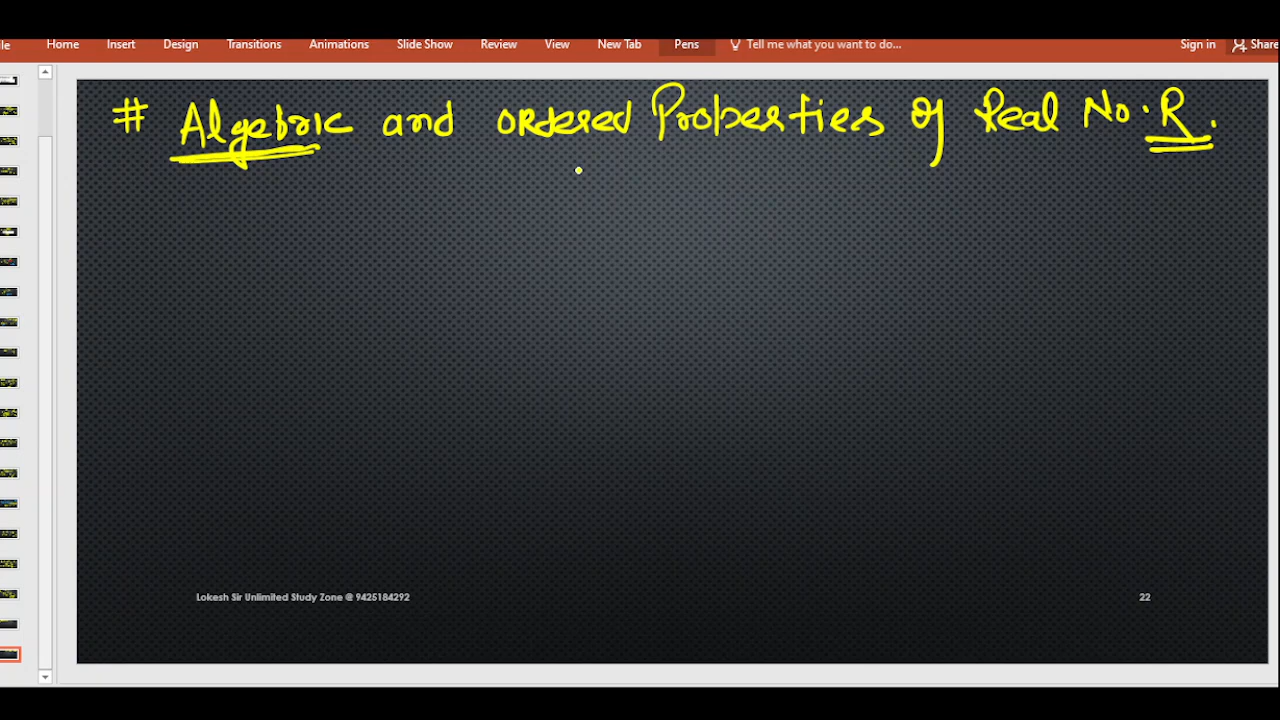 le Home Insert Design Transitions Animations Slide Show Review View New Tab Pens Tell me what you want to do... Sign in Share
# Algebric and ordered Properties of Real No. R.
Lokesh Sir Unlimited Study Zone @ 9425184292 22